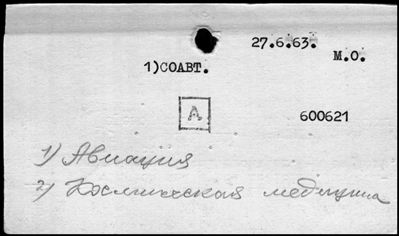 27.6.63.
М.О.
1)СОАВТ.
А
600621
1) Авиация
2) Космическая медицина